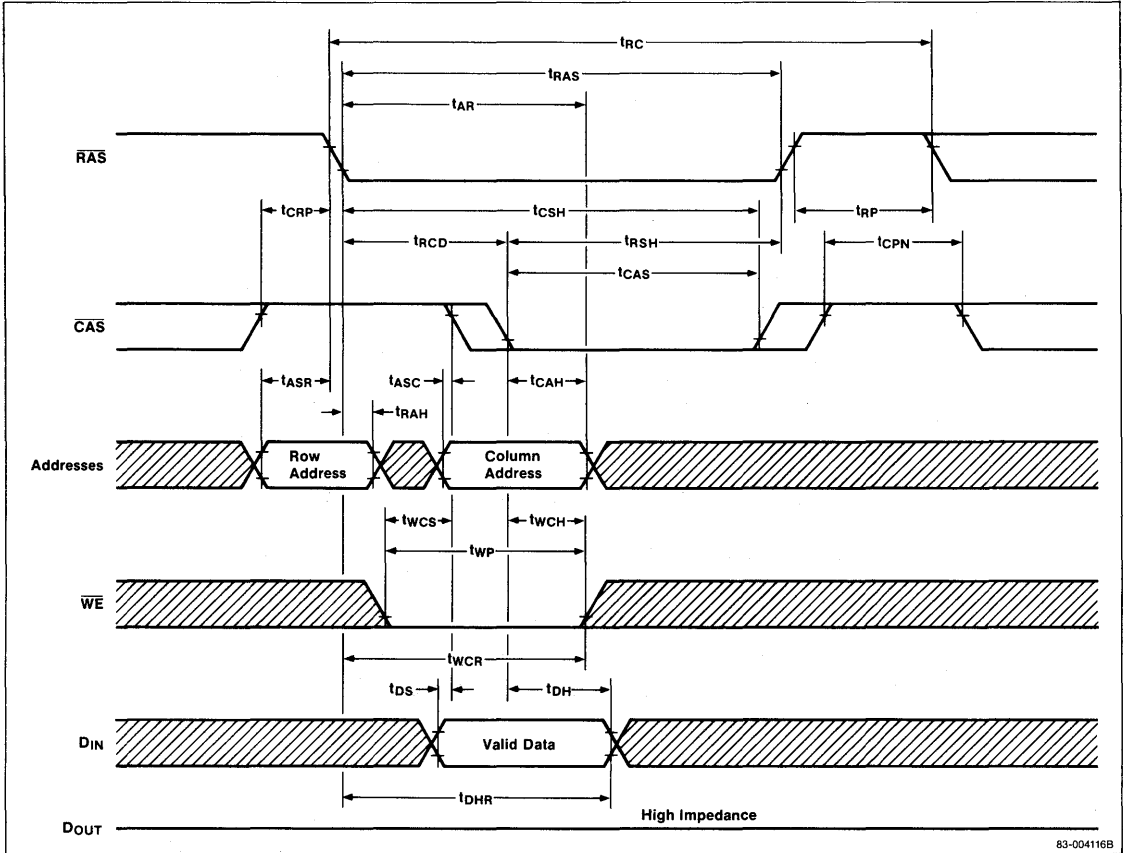 tRC
tRAS
tAR
RAS
tCRP
tCSH
tRP
tRCD
tRSH
tCPN
tCAS
CAS
tASR
tASC
tCAH
tRAH
Addresses
Row
Address
Column
Address
tWCS
tWCH
tWP
WE
tWCR
tDS
tDH
DIN
Valid Data
tDHR
High Impedance
DOUT
83-004116B